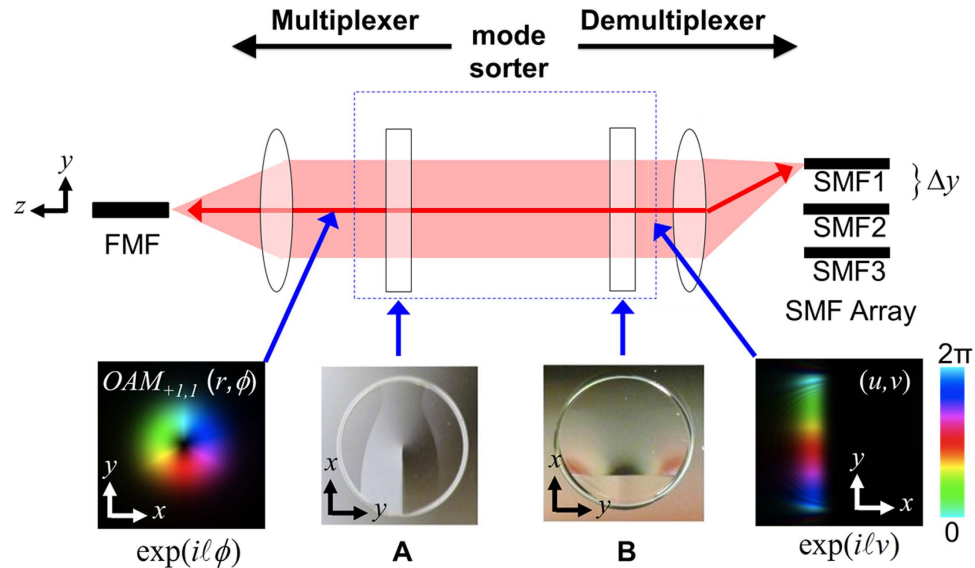 Multiplexer
mode
sorter
Demultiplexer
y
z
FMF
SMF1
} Δy
SMF2
SMF3
SMF Array
OAM+1,1 (r,ϕ)
y
x
exp(iℓϕ)
x
y
A
x
y
B
(u,v)
y
x
exp(iℓv)
2π
0